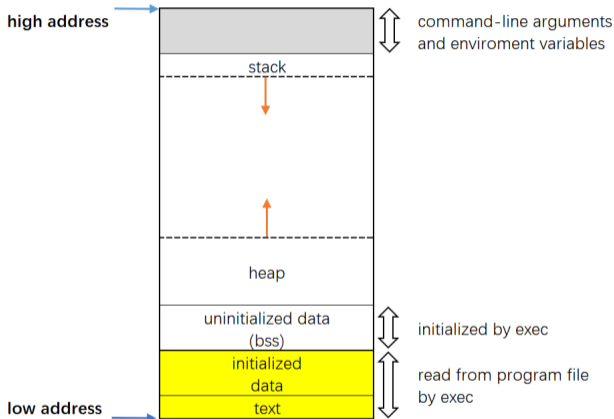 high address
command-line arguments
and enviroment variables
stack
heap
uninitialized data
(bss)
initialized by exec
initialized
data
read from program file
by exec
low address
text